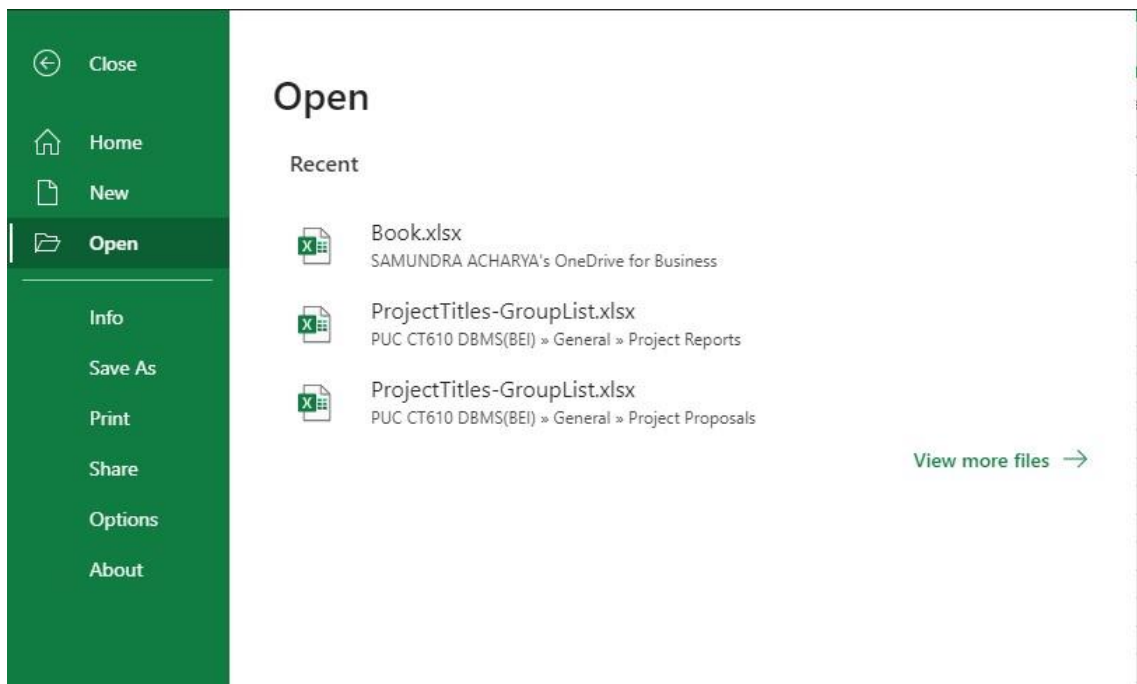 Close
Home
New
Open
Info
Save As
Print
Share
Options
About
Open
Recent
Book.xlsx
SAMUNDRA ACHARYA's OneDrive for Business
ProjectTitles-GroupList.xlsx
PUC CT610 DBMS(BEI) » General » Project Reports
ProjectTitles-GroupList.xlsx
PUC CT610 DBMS(BEI) » General » Project Proposals
View more files